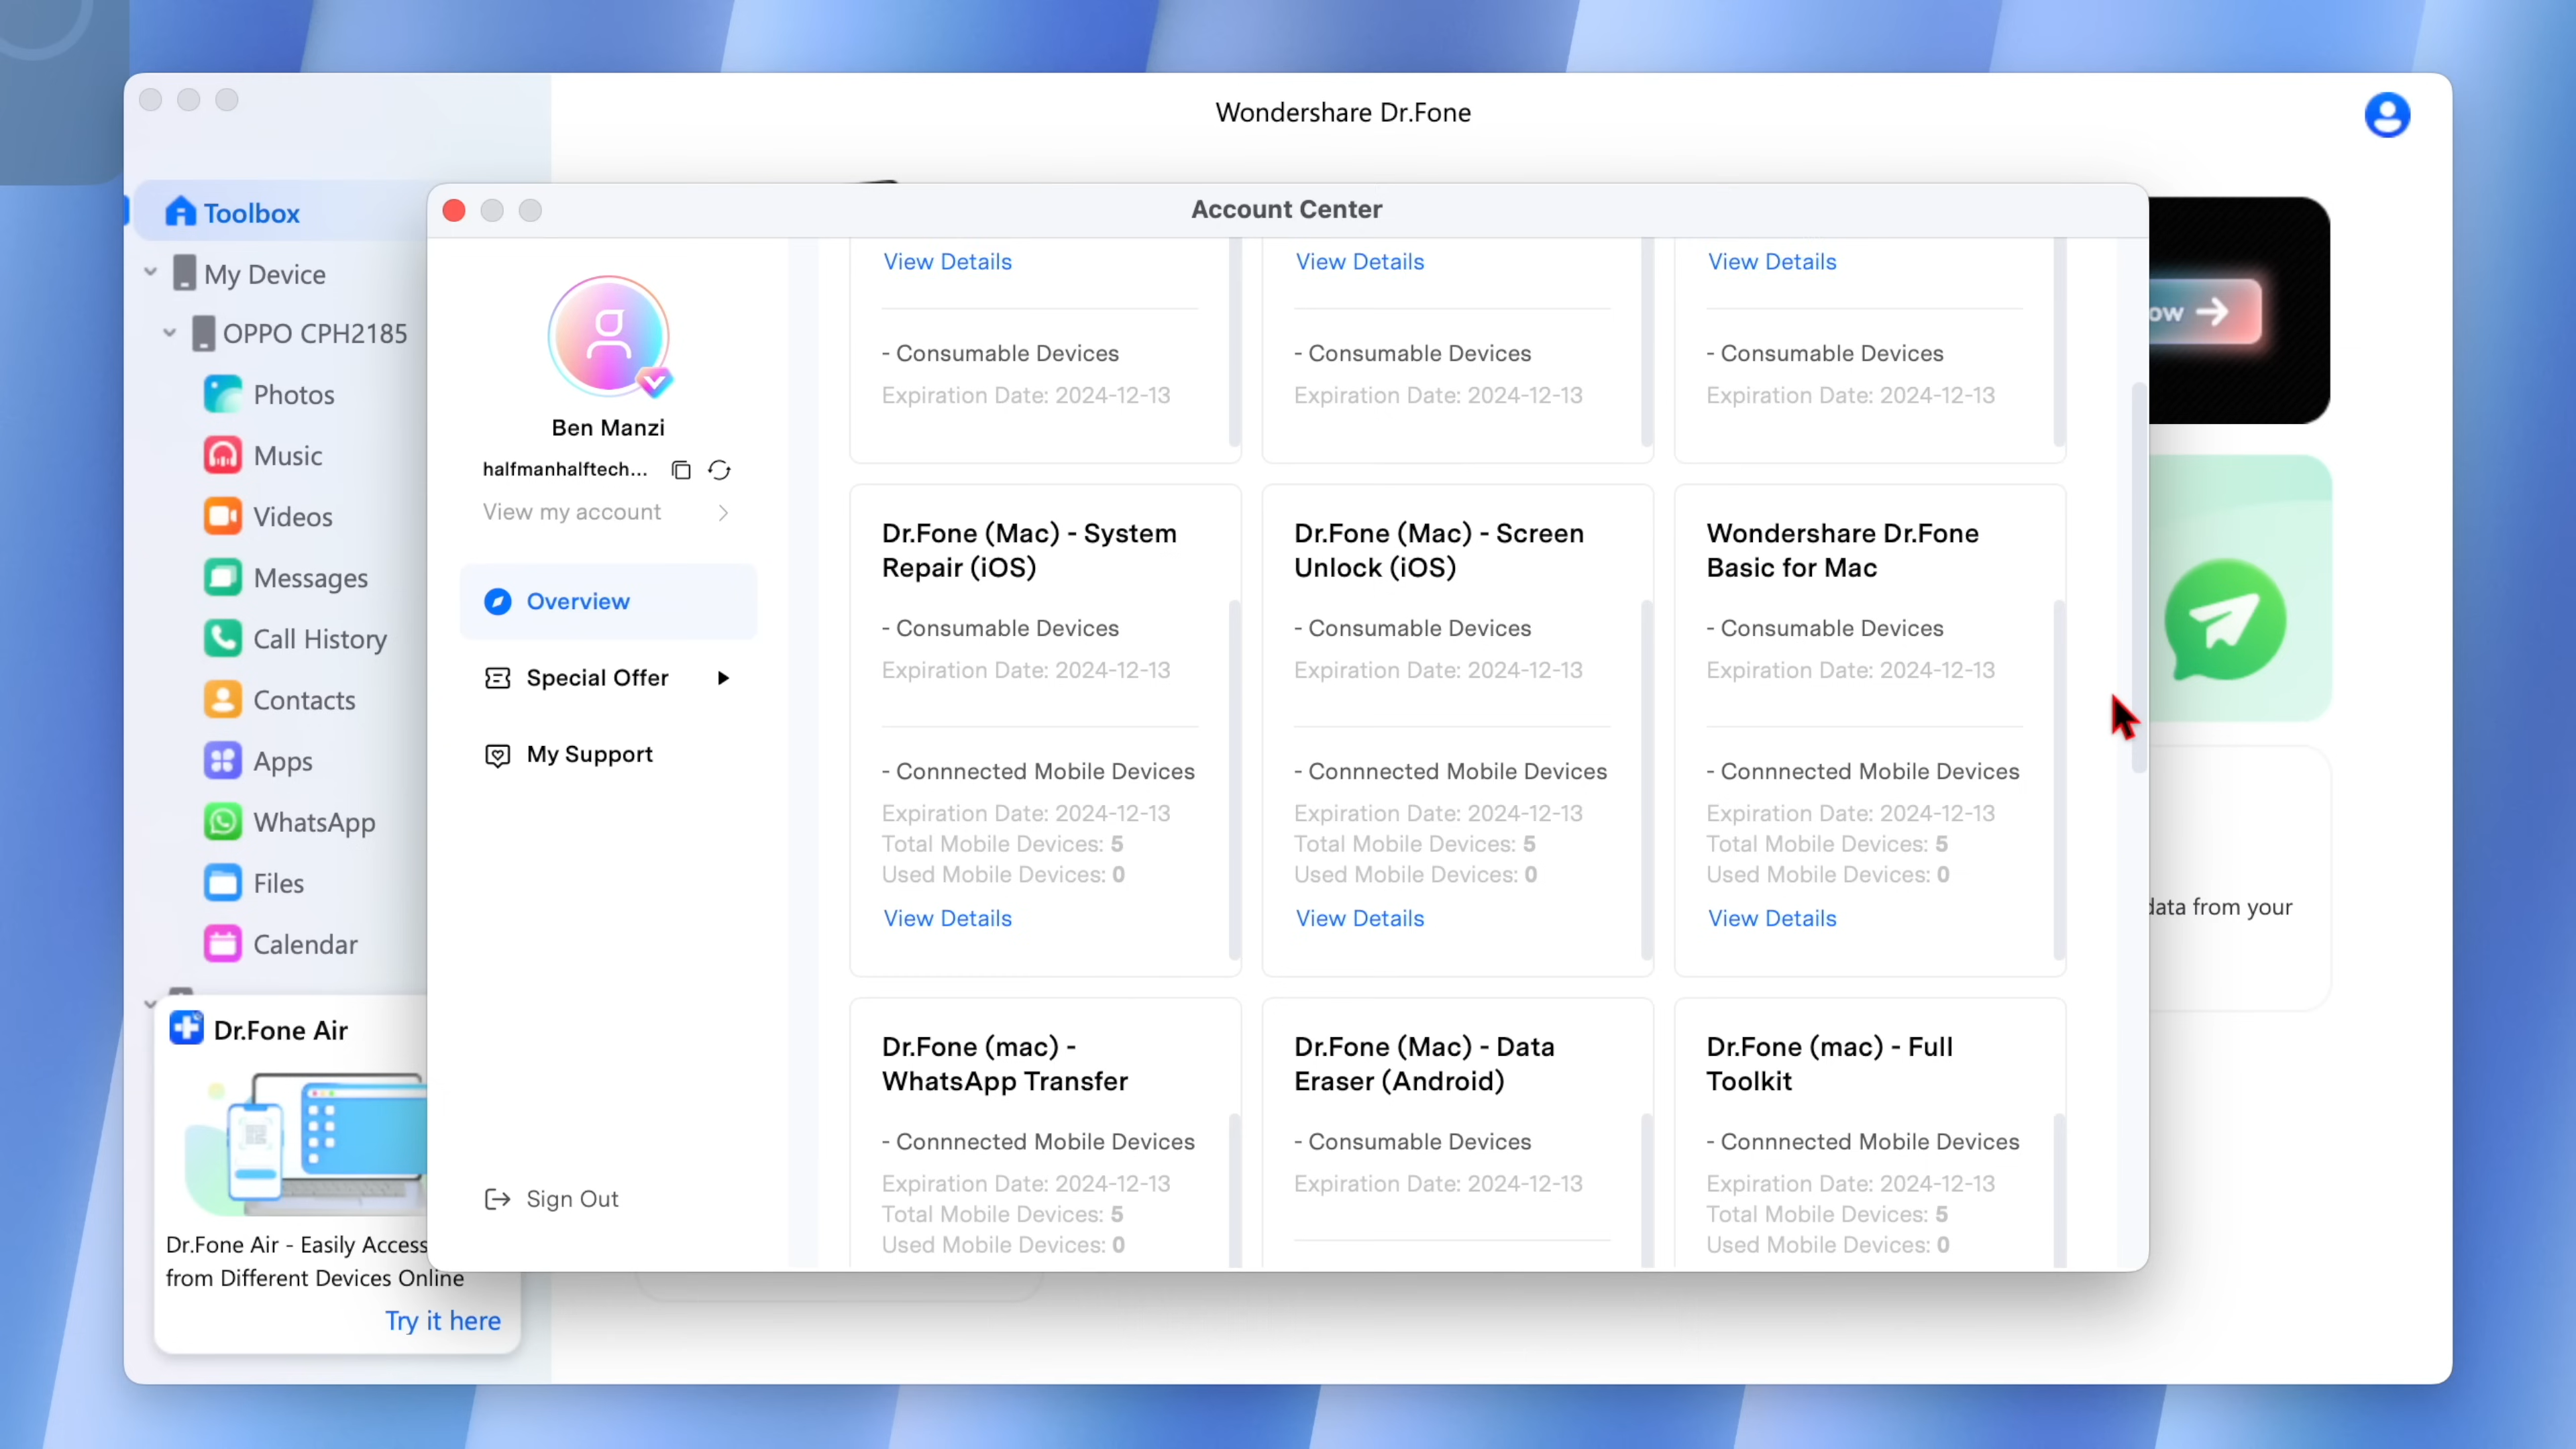 Wondershare Dr.Fone
Toolbox
My Device
OPPO CPH2185
Photos
Music
Videos
Messages
Call History
Contacts
Apps
WhatsApp
Files
Calendar
Dr.Fone Air
Dr.Fone Air - Easily Access
from Different Devices Online
Try it here
Account Center
Ben Manzi
halfmanhalftech...
View my account
Overview
Special Offer
My Support
Sign Out
View Details
- Consumable Devices
Expiration Date: 2024-12-13
View Details
- Consumable Devices
Expiration Date: 2024-12-13
View Details
- Consumable Devices
Expiration Date: 2024-12-13
Dr.Fone (Mac) - System
Repair (iOS)
- Consumable Devices
Expiration Date: 2024-12-13
- Connnected Mobile Devices
Expiration Date: 2024-12-13
Total Mobile Devices: 5
Used Mobile Devices: 0
View Details
Dr.Fone (Mac) - Screen
Unlock (iOS)
- Consumable Devices
Expiration Date: 2024-12-13
- Connnected Mobile Devices
Expiration Date: 2024-12-13
Total Mobile Devices: 5
Used Mobile Devices: 0
View Details
Wondershare Dr.Fone
Basic for Mac
- Consumable Devices
Expiration Date: 2024-12-13
- Connnected Mobile Devices
Expiration Date: 2024-12-13
Total Mobile Devices: 5
Used Mobile Devices: 0
View Details
Dr.Fone (mac) -
WhatsApp Transfer
- Connnected Mobile Devices
Expiration Date: 2024-12-13
Total Mobile Devices: 5
Used Mobile Devices: 0
Dr.Fone (Mac) - Data
Eraser (Android)
- Consumable Devices
Expiration Date: 2024-12-13
Dr.Fone (mac) - Full
Toolkit
- Connnected Mobile Devices
Expiration Date: 2024-12-13
Total Mobile Devices: 5
Used Mobile Devices: 0
ow
data from your